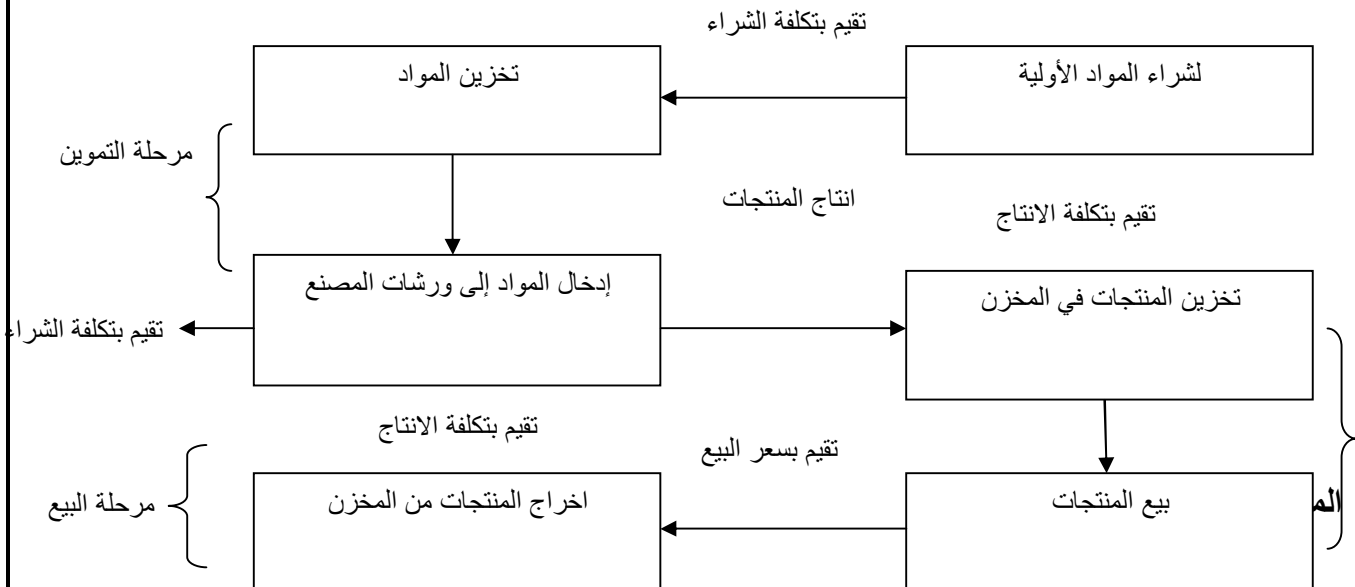 تقيم بتكلفة الشراء
لشراء المواد الأولية
تخزين المواد
مرحلة التموين
انتاج المنتجات
تقيم بتكلفة الانتاج
إدخال المواد إلى ورشات المصنع
تخزين المنتجات في المخزن
تقيم بتكلفة الشراء
تقيم بتكلفة الانتاج
تقيم بسعر البيع
بيع المنتجات
اخراج المنتجات من المخزن
مرحلة البيع